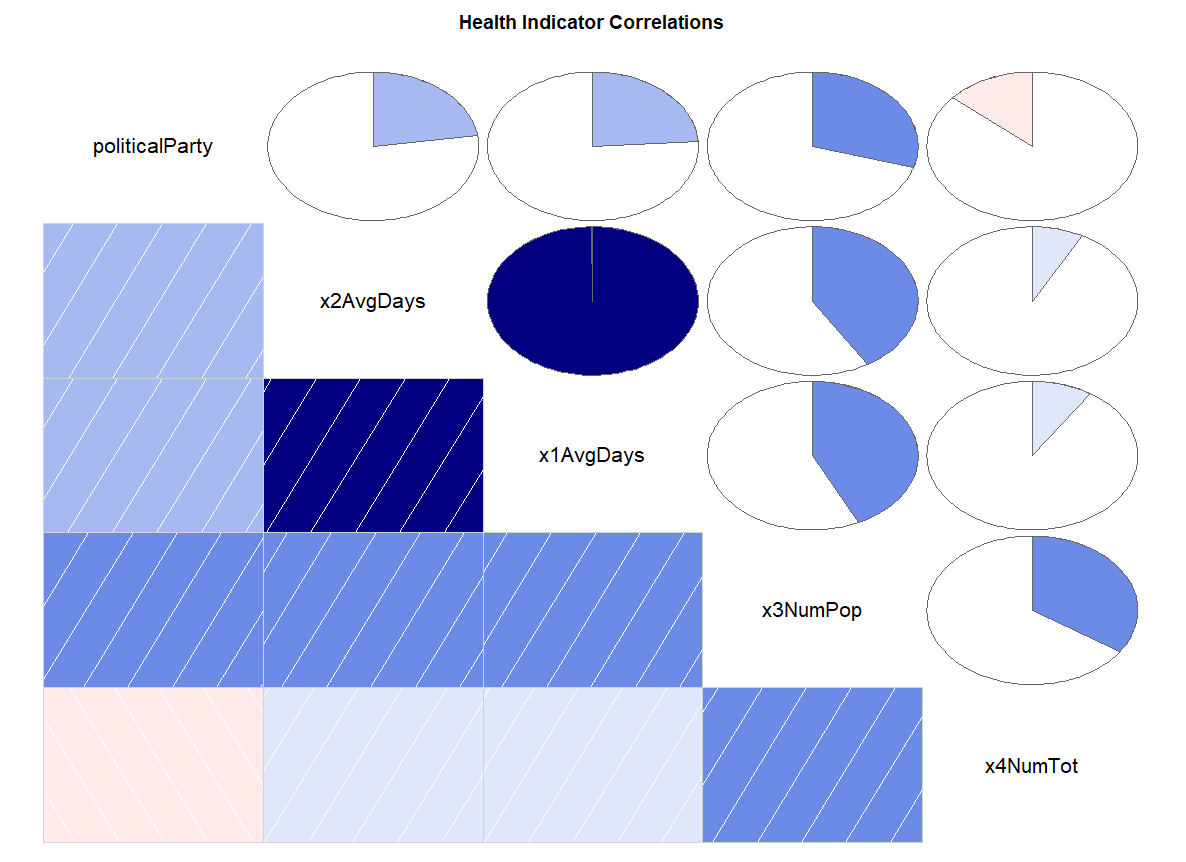 Health Indicator Correlations
politicalParty
x2AvgDays
x1AvgDays
x3NumPop
x4NumTot